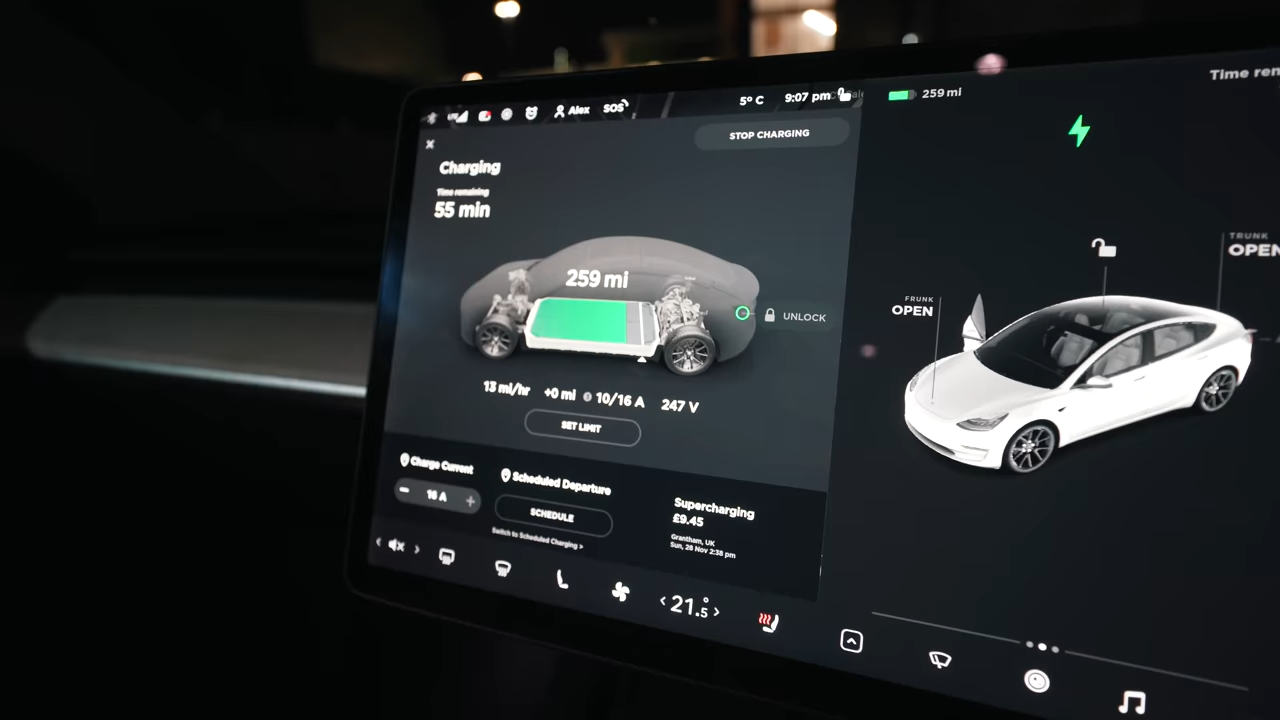 LTE
Alex
SOS
5° C
9:07 pm
259 mi
Time rem
STOP CHARGING
Charging
Time remaining
55 min
259 mi
UNLOCK
TRUNK
OPEN
FRUNK
OPEN
13 mi/hr
+0 mi
10/16 A
247 V
SET LIMIT
Charge Current
16 A
Scheduled Departure
SCHEDULE
Switch to Scheduled Charging >
Supercharging
£9.45
Grantham, UK
Sun, 28 Nov 2:38 pm
21.5°